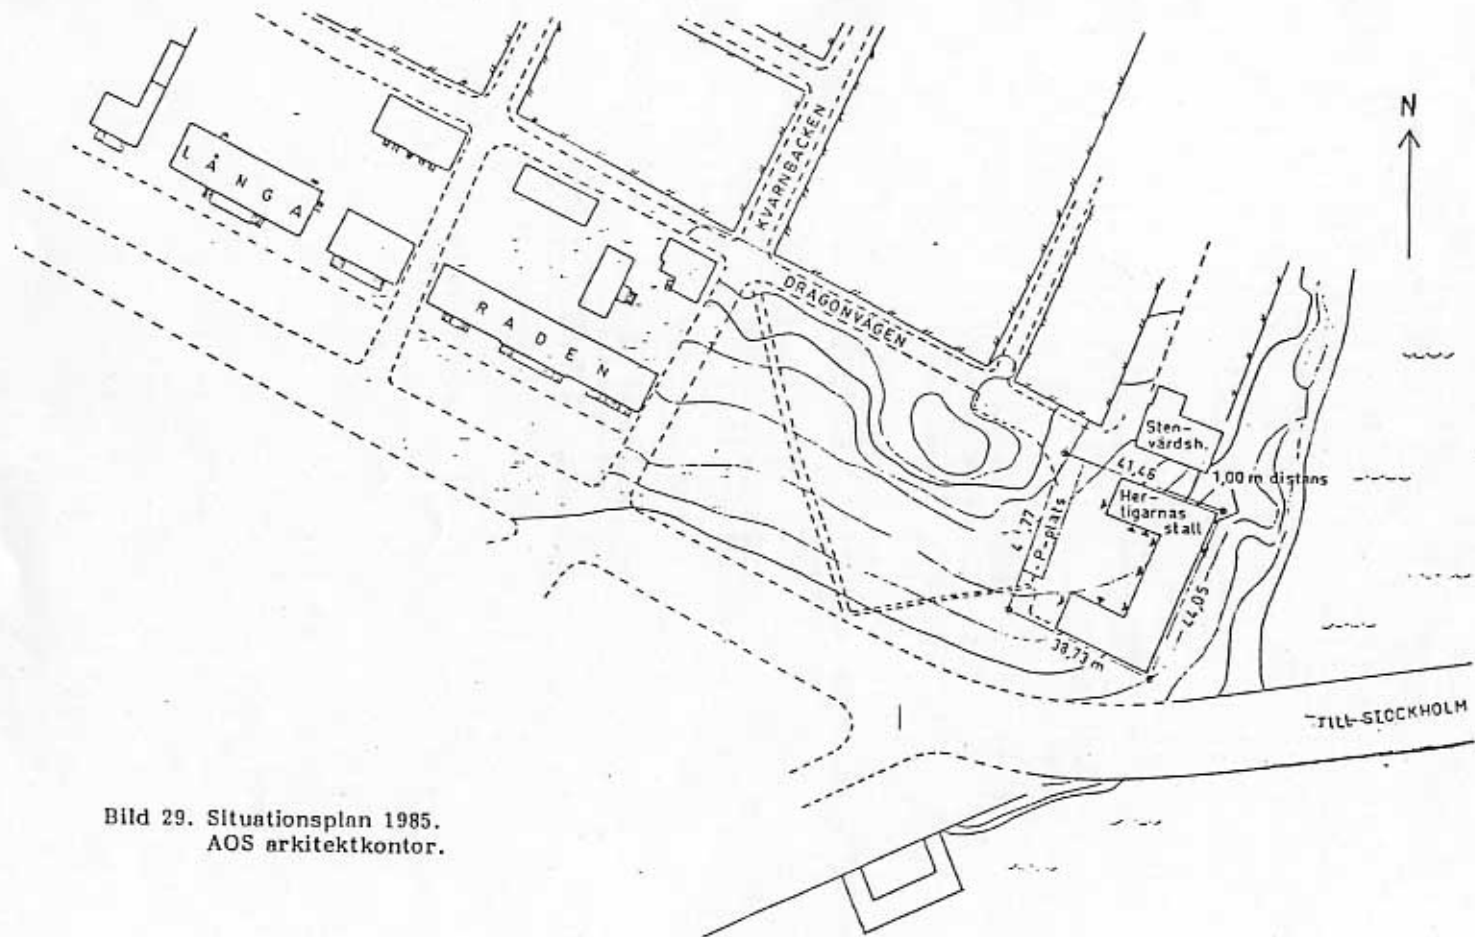 N
LÅNGA
KVARNBACKEN
DRAGONVÄGEN
RADEN
Sten-
värdsh.
41,46
1,00 m distans
Her-
tigarnas
stall
41,77
P-plats
44,05
38,73 m
TILL STOCKHOLM
Bild 29. Situationsplan 1985.
AOS arkitektkontor.